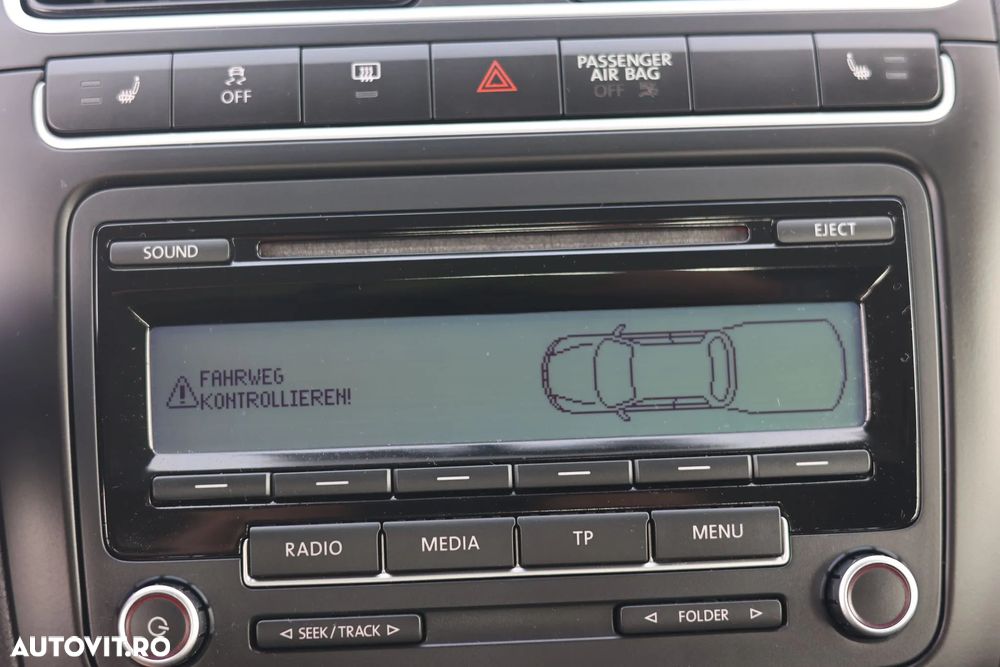 OFF
PASSENGER
AIR BAG
OFF
SOUND
EJECT
FAHRWEG
KONTROLLIEREN!
RADIO
MEDIA
TP
MENU
SEEK/TRACK
FOLDER
AUTOVIT.RO